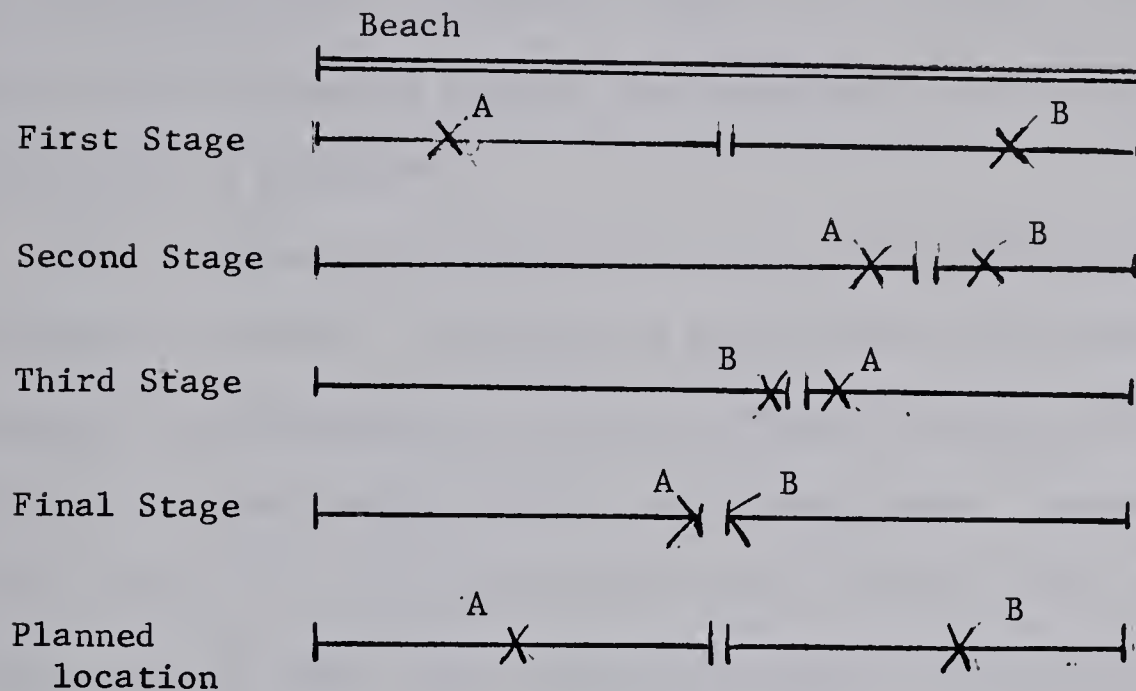 Beach
First Stage A B
Second Stage A B
Third Stage B A
Final Stage A B
Planned A B
location